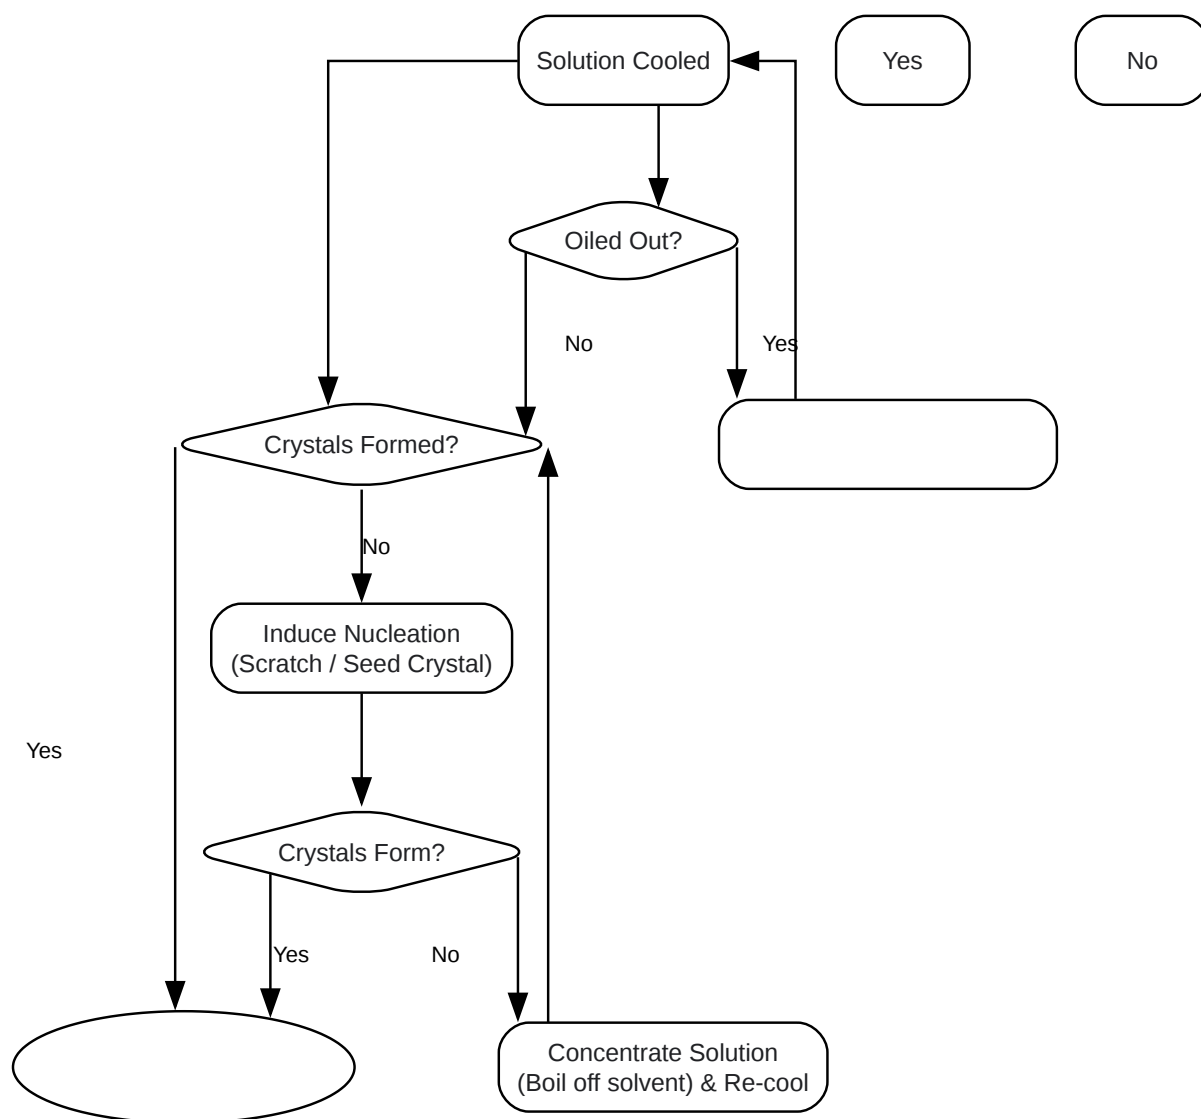 Solution Cooled
Yes
No
Oiled Out?
No
Yes
Crystals Formed?
No
Induce Nucleation
(Scratch / Seed Crystal)
Yes
Crystals Form?
Yes
No
Concentrate Solution
(Boil off solvent) & Re-cool